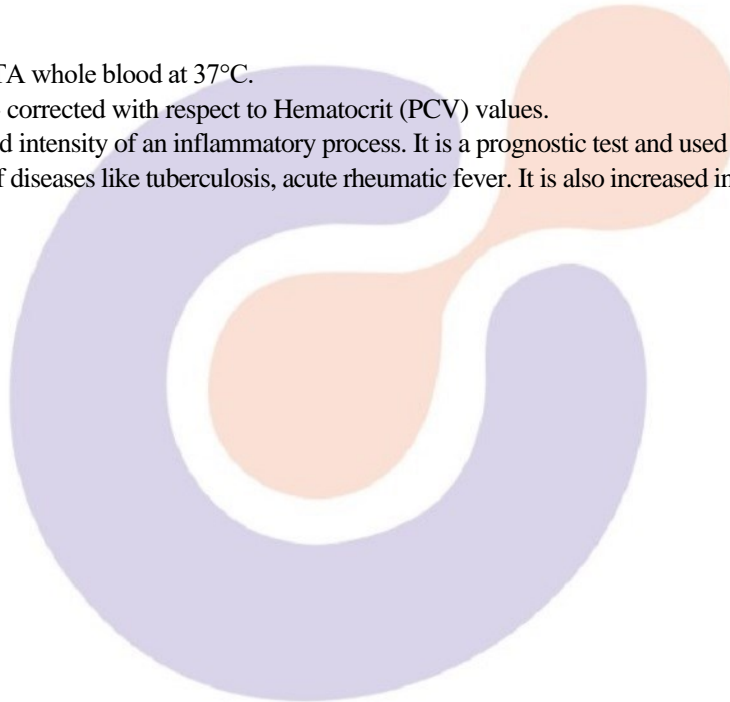 TA whole blood at 37°C.
corrected with respect to Hematocrit (PCV) values.
d intensity of an inflammatory process. It is a prognostic test and used
f diseases like tuberculosis, acute rheumatic fever. It is also increased in